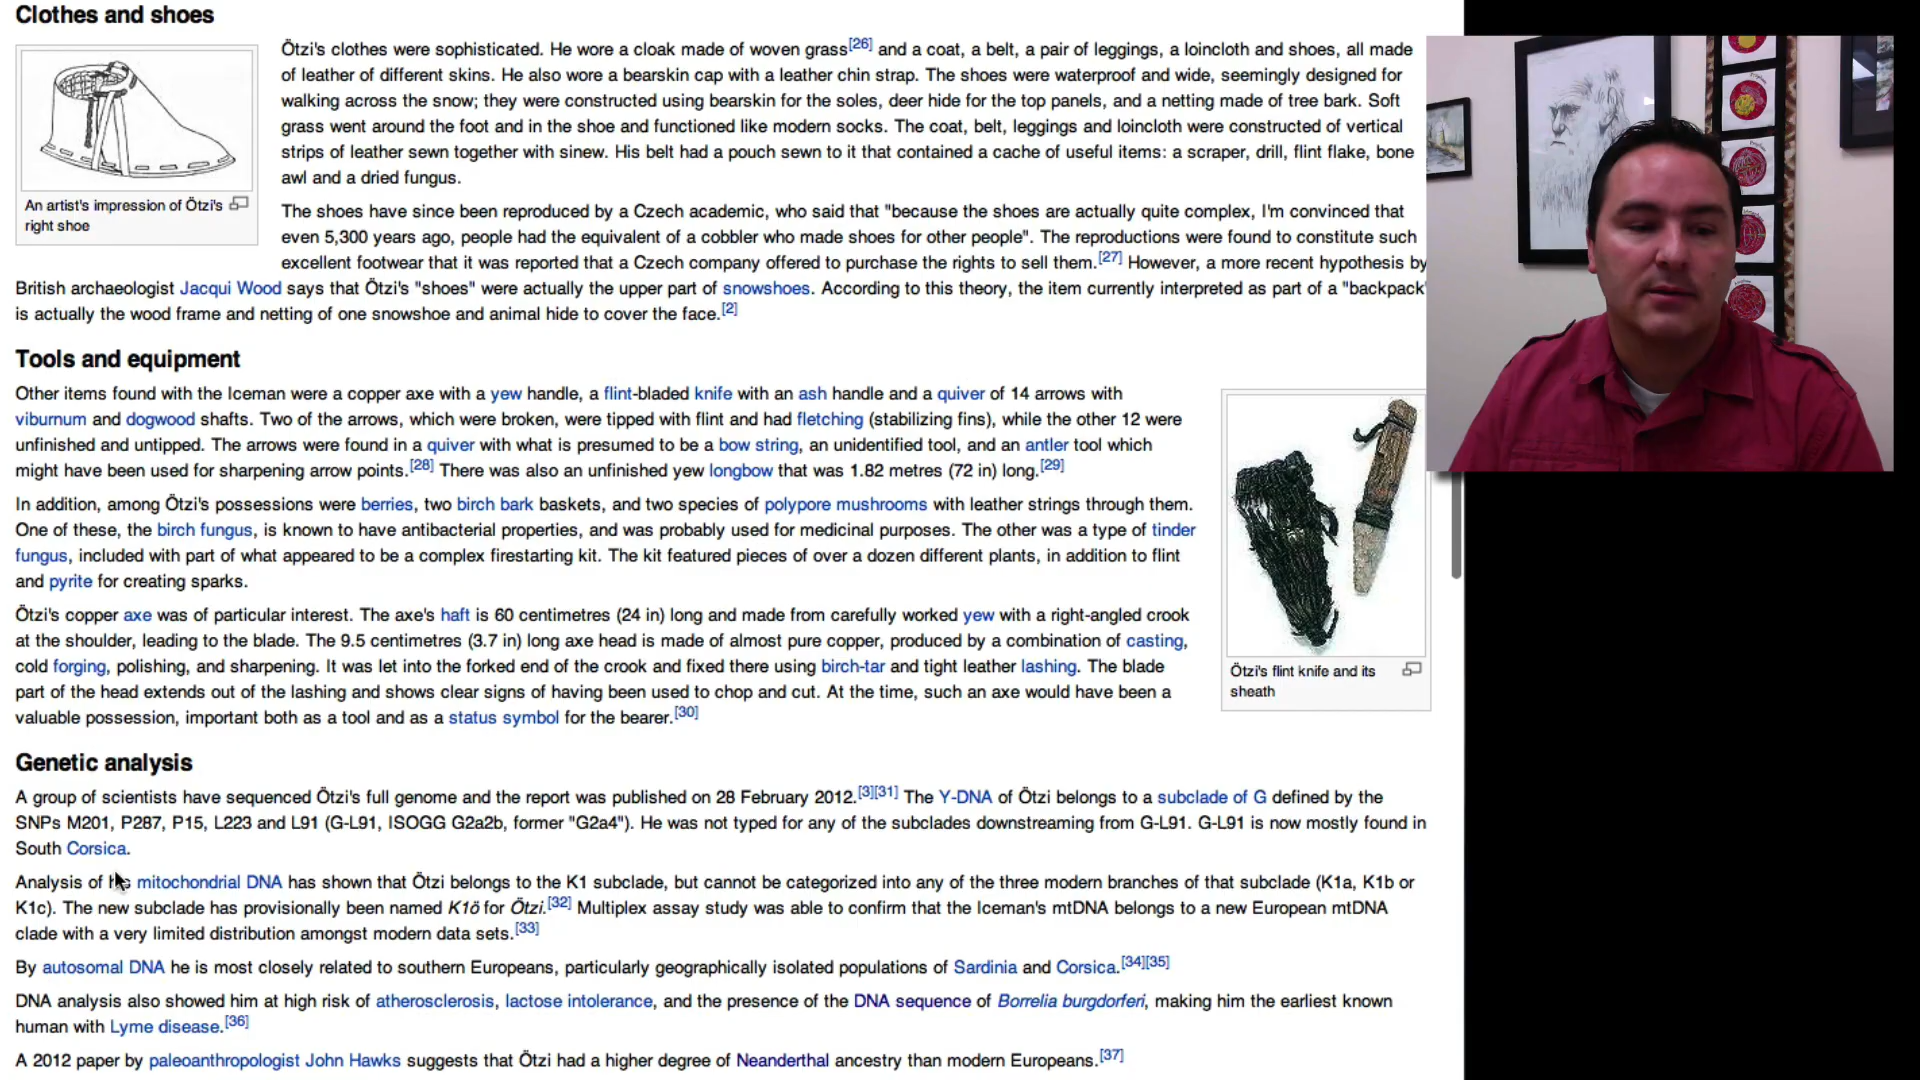 Clothes and shoes
Ötzi's clothes were sophisticated. He wore a cloak made of woven grass[26] and a coat, a belt, a pair of leggings, a loincloth and shoes, all made
of leather of different skins. He also wore a bearskin cap with a leather chin strap. The shoes were waterproof and wide, seemingly designed for
walking across the snow; they were constructed using bearskin for the soles, deer hide for the top panels, and a netting made of tree bark. Soft
grass went around the foot and in the shoe and functioned like modern socks. The coat, belt, leggings and loincloth were constructed of vertical
strips of leather sewn together with sinew. His belt had a pouch sewn to it that contained a cache of useful items: a scraper, drill, flint flake, bone
awl and a dried fungus.
An artist's impression of Ötzi's
right shoe
The shoes have since been reproduced by a Czech academic, who said that "because the shoes are actually quite complex, I'm convinced that
even 5,300 years ago, people had the equivalent of a cobbler who made shoes for other people". The reproductions were found to constitute such
excellent footwear that it was reported that a Czech company offered to purchase the rights to sell them.[27] However, a more recent hypothesis by
British archaeologist Jacqui Wood says that Ötzi's "shoes" were actually the upper part of snowshoes. According to this theory, the item currently interpreted as part of a "backpack"
is actually the wood frame and netting of one snowshoe and animal hide to cover the face.[2]
Tools and equipment
Other items found with the Iceman were a copper axe with a yew handle, a flint-bladed knife with an ash handle and a quiver of 14 arrows with
viburnum and dogwood shafts. Two of the arrows, which were broken, were tipped with flint and had fletching (stabilizing fins), while the other 12 were
unfinished and untipped. The arrows were found in a quiver with what is presumed to be a bow string, an unidentified tool, and an antler tool which
might have been used for sharpening arrow points.[28] There was also an unfinished yew longbow that was 1.82 metres (72 in) long.[29]
In addition, among Ötzi's possessions were berries, two birch bark baskets, and two species of polypore mushrooms with leather strings through them.
One of these, the birch fungus, is known to have antibacterial properties, and was probably used for medicinal purposes. The other was a type of tinder
fungus, included with part of what appeared to be a complex firestarting kit. The kit featured pieces of over a dozen different plants, in addition to flint
and pyrite for creating sparks.
Ötzi's copper axe was of particular interest. The axe's haft is 60 centimetres (24 in) long and made from carefully worked yew with a right-angled crook
at the shoulder, leading to the blade. The 9.5 centimetres (3.7 in) long axe head is made of almost pure copper, produced by a combination of casting,
cold forging, polishing, and sharpening. It was let into the forked end of the crook and fixed there using birch-tar and tight leather lashing. The blade
part of the head extends out of the lashing and shows clear signs of having been used to chop and cut. At the time, such an axe would have been a
valuable possession, important both as a tool and as a status symbol for the bearer.[30]
Ötzi's flint knife and its
sheath
Genetic analysis
A group of scientists have sequenced Ötzi's full genome and the report was published on 28 February 2012.[3][31] The Y-DNA of Ötzi belongs to a subclade of G defined by the
SNPs M201, P287, P15, L223 and L91 (G-L91, ISOGG G2a2b, former "G2a4"). He was not typed for any of the subclades downstreaming from G-L91. G-L91 is now mostly found in
South Corsica.
Analysis of his mitochondrial DNA has shown that Ötzi belongs to the K1 subclade, but cannot be categorized into any of the three modern branches of that subclade (K1a, K1b or
K1c). The new subclade has provisionally been named K1ö for Ötzi.[32] Multiplex assay study was able to confirm that the Iceman's mtDNA belongs to a new European mtDNA
clade with a very limited distribution amongst modern data sets.[33]
By autosomal DNA he is most closely related to southern Europeans, particularly geographically isolated populations of Sardinia and Corsica.[34][35]
DNA analysis also showed him at high risk of atherosclerosis, lactose intolerance, and the presence of the DNA sequence of Borrelia burgdorferi, making him the earliest known
human with Lyme disease.[36]
A 2012 paper by paleoanthropologist John Hawks suggests that Ötzi had a higher degree of Neanderthal ancestry than modern Europeans.[37]